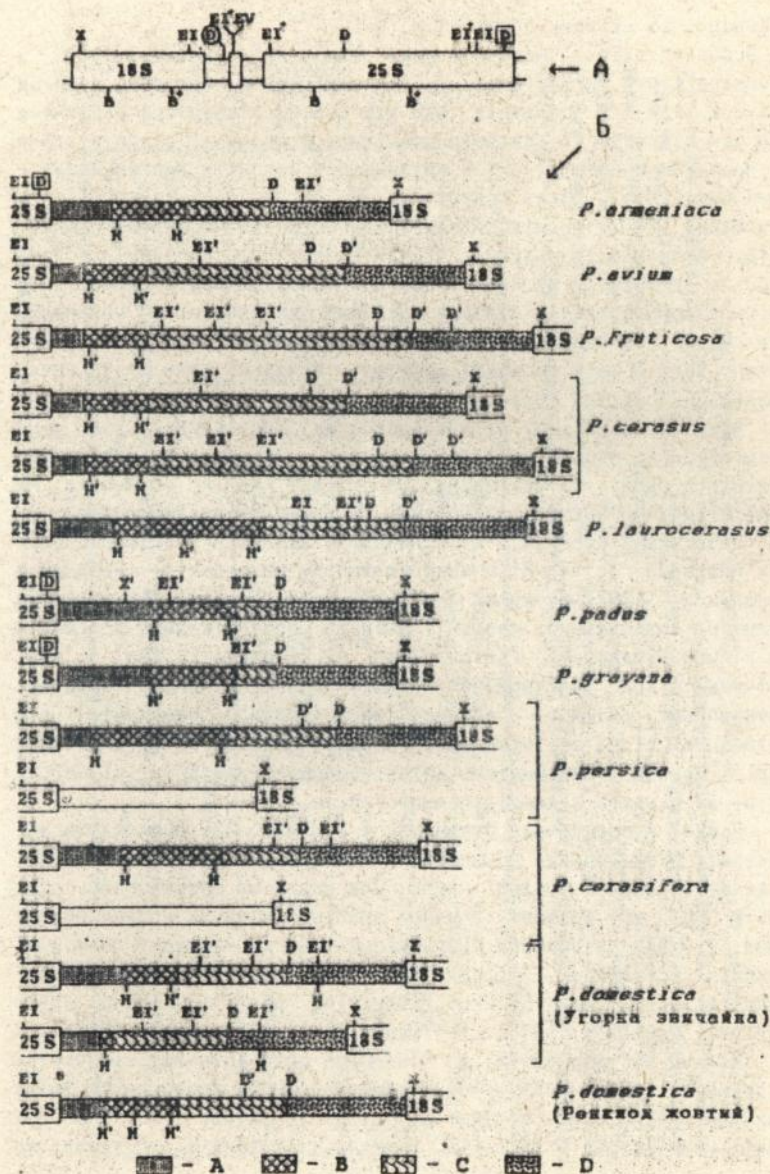 X EI D EI* EV EI* D EI* EI D
18S 25S ← А
B B* B B*
Б
EI D D EI' X
25S 18S P.armeniaca
H H
EI EI' D D' X
25S 18S P.avium
H H'
EI EI' EI' EI' D D' D' X
25S 18S P.fruticosa
H' H
EI EI' D D' X
25S 18S
H H'
P.cerasus
EI EI' EI' EI' D D' D' X
25S 18S
H' H
EI EI EI' D D' X
25S 18S P.laurocerasus
H H' H'
EI D X' EI' EI' D X
25S 18S P.padus
H H'
EI D EI' D X
25S 18S P.grayana
H' H'
EI D' D X
25S 18S
H H
P.persica
EI X
25S 18S
EI EI' D EI' X
25S 18S
H H
P.cerasifera
EI X
25S 18S
EI EI' EI' D EI' X
25S 18S
H H' H
P.domestica
(Угорка звичайна)
EI EI' EI' D EI' X
25S 18S
H H
EI D' D X
25S 18S P.domestica
H' H H' (Ренклод жовтий)
- A - B - C - D